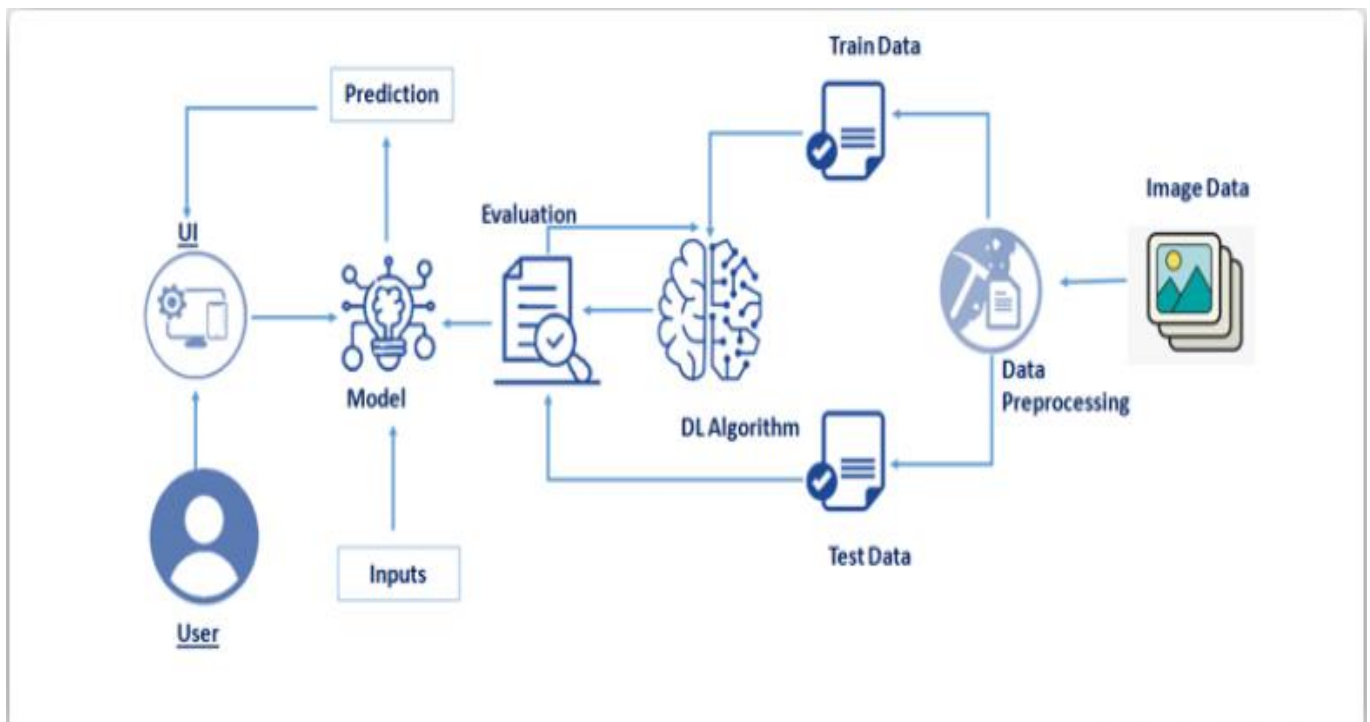 Train Data
Prediction
Image Data
Evaluation
UI
Data
Preprocessing
Model
DL Algorithm
Test Data
Inputs
User